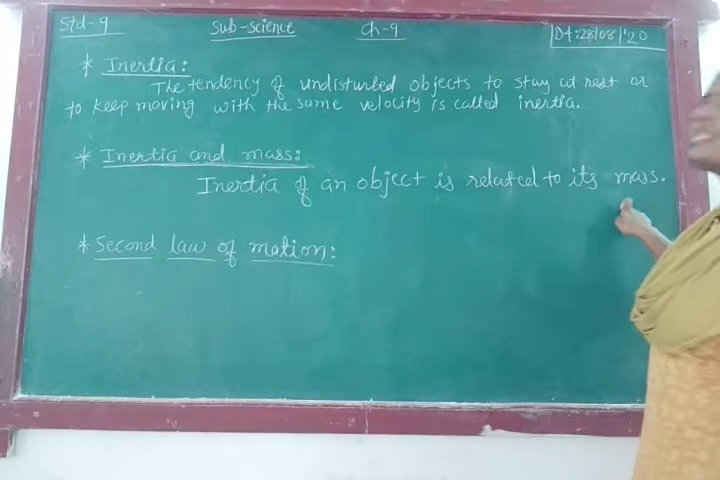 Std-9 Sub-science Ch-9 Dt:28/08/'20
* Inertia:
The tendency of undisturbed objects to stay at rest or
to keep moving with the same velocity is called inertia.
* Inertia and mass:
Inertia of an object is related to its mass.
* Second law of motion: